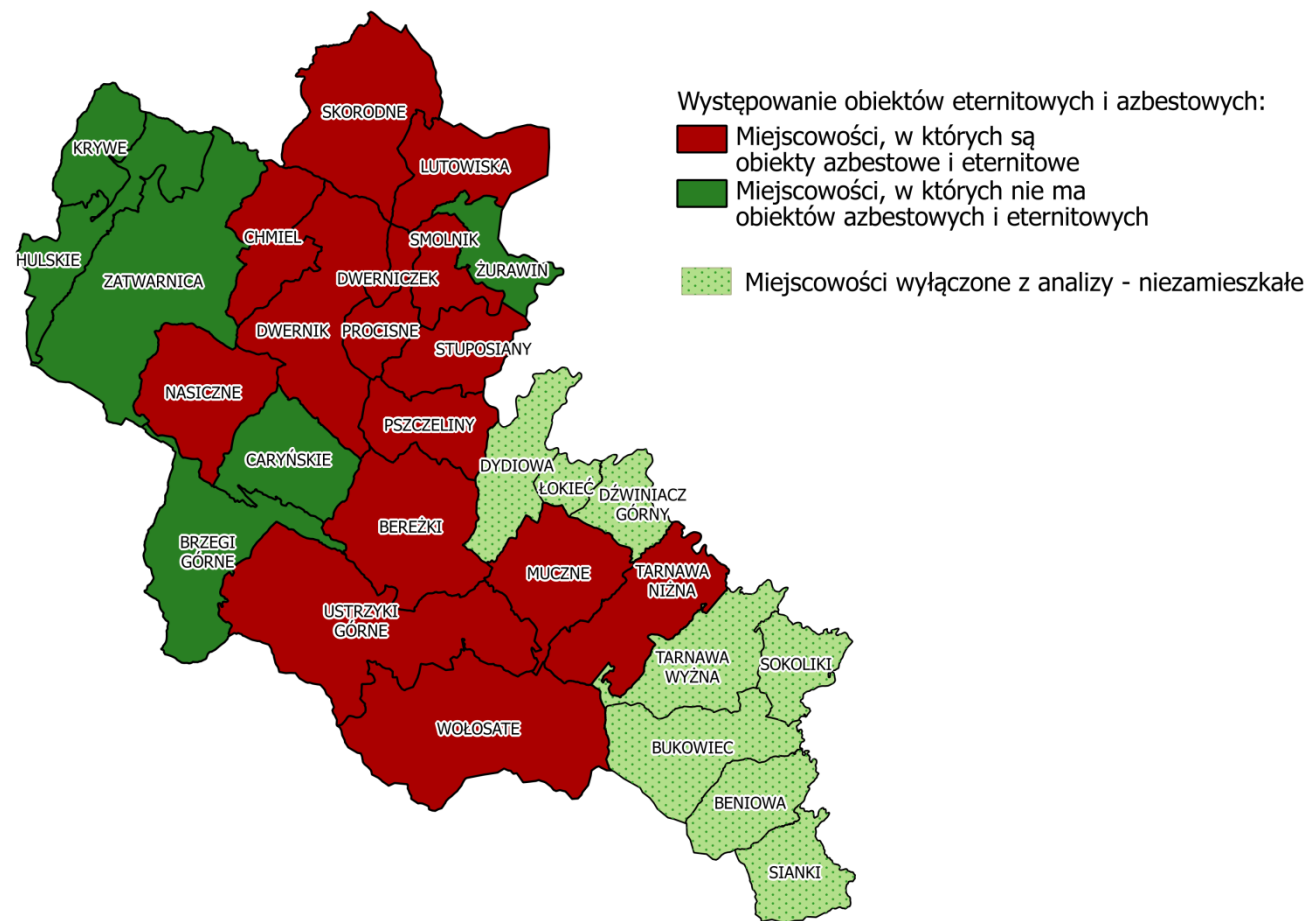 Występowanie obiektów eternitowych i azbestowych:
Miejscowości, w których są
obiekty azbestowe i eternitowe
Miejscowości, w których nie ma
obiektów azbestowych i eternitowych
Miejscowości wyłączone z analizy - niezamieszkałe
SKORODNE
KRYWE
LUTOWISKA
CHMIEL
SMOLNIK
HULSKIE
ZATWARNICA
DWERNICZEK
ŻURAWIŃ
DWERNIK
PROCISNE
STUPOSIANY
NASICZNE
PSZCZELINY
CARYŃSKIE
DYDIOWA
ŁOKIEĆ
DŹWINIACZ
GÓRNY
BEREŻKI
BRZEGI
GÓRNE
MUCZNE
TARNAWA
NIŻNA
USTRZYKI
GÓRNE
TARNAWA
WYŻNA
SOKOLIKI
WOŁOSATE
BUKOWIEC
BENIOWA
SIANKI